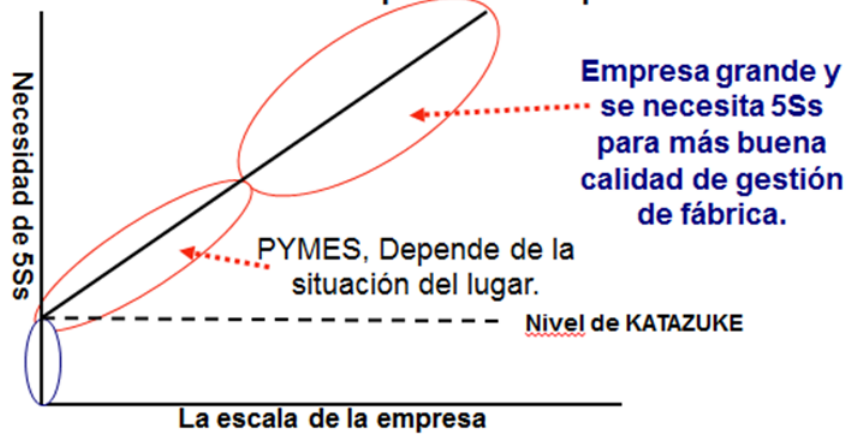 Empresa grande y
se necesita 5Ss
para más buena
calidad de gestión
de fábrica.
Necesidad de 5Ss
PYMES, Depende de la
situación del lugar.
Nivel de KATAZUKE
La escala de la empresa